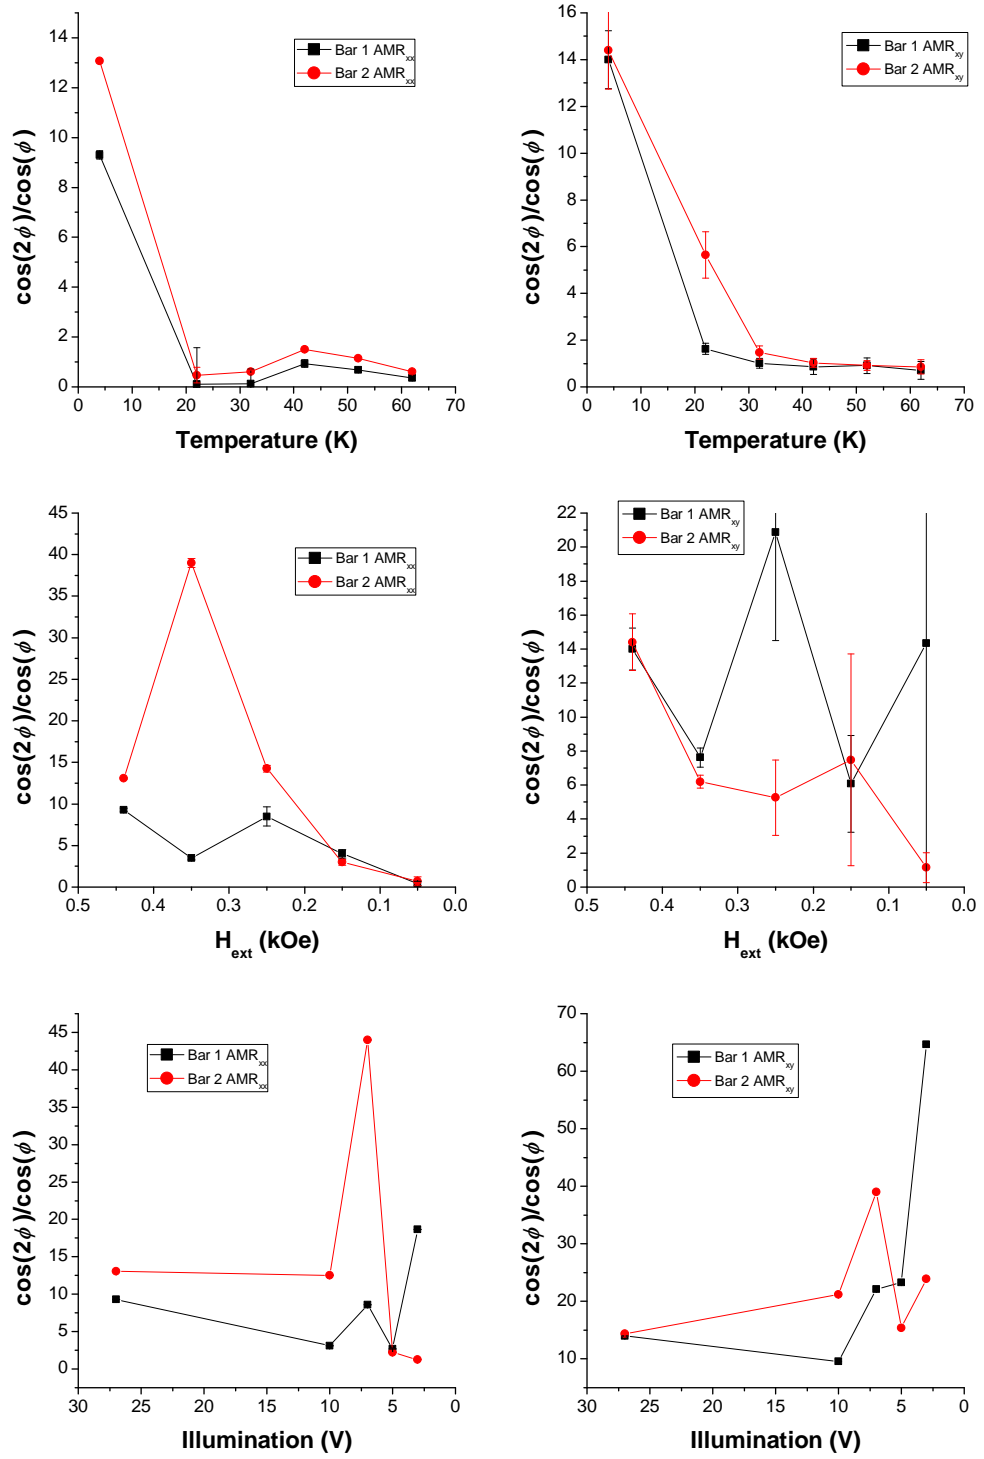 Bar 1 AMRxx
Bar 2 AMRxx
cos(2ϕ)/cos(ϕ)
14
12
10
8
6
4
2
0
0 10 20 30 40 50 60 70
Temperature (K)
Bar 1 AMRxy
Bar 2 AMRxy
cos(2ϕ)/cos(ϕ)
16
14
12
10
8
6
4
2
0
0 10 20 30 40 50 60 70
Temperature (K)
Bar 1 AMRxx
Bar 2 AMRxx
cos(2ϕ)/cos(ϕ)
45
40
35
30
25
20
15
10
5
0
0.5 0.4 0.3 0.2 0.1 0.0
Hext (kOe)
Bar 1 AMRxy
Bar 2 AMRxy
cos(2ϕ)/cos(ϕ)
22
20
18
16
14
12
10
8
6
4
2
0
0.5 0.4 0.3 0.2 0.1 0.0
Hext (kOe)
Bar 1 AMRxx
Bar 2 AMRxx
cos(2ϕ)/cos(ϕ)
45
40
35
30
25
20
15
10
5
0
30 25 20 15 10 5 0
Illumination (V)
Bar 1 AMRxy
Bar 2 AMRxy
cos(2ϕ)/cos(ϕ)
70
60
50
40
30
20
10
30 25 20 15 10 5 0
Illumination (V)